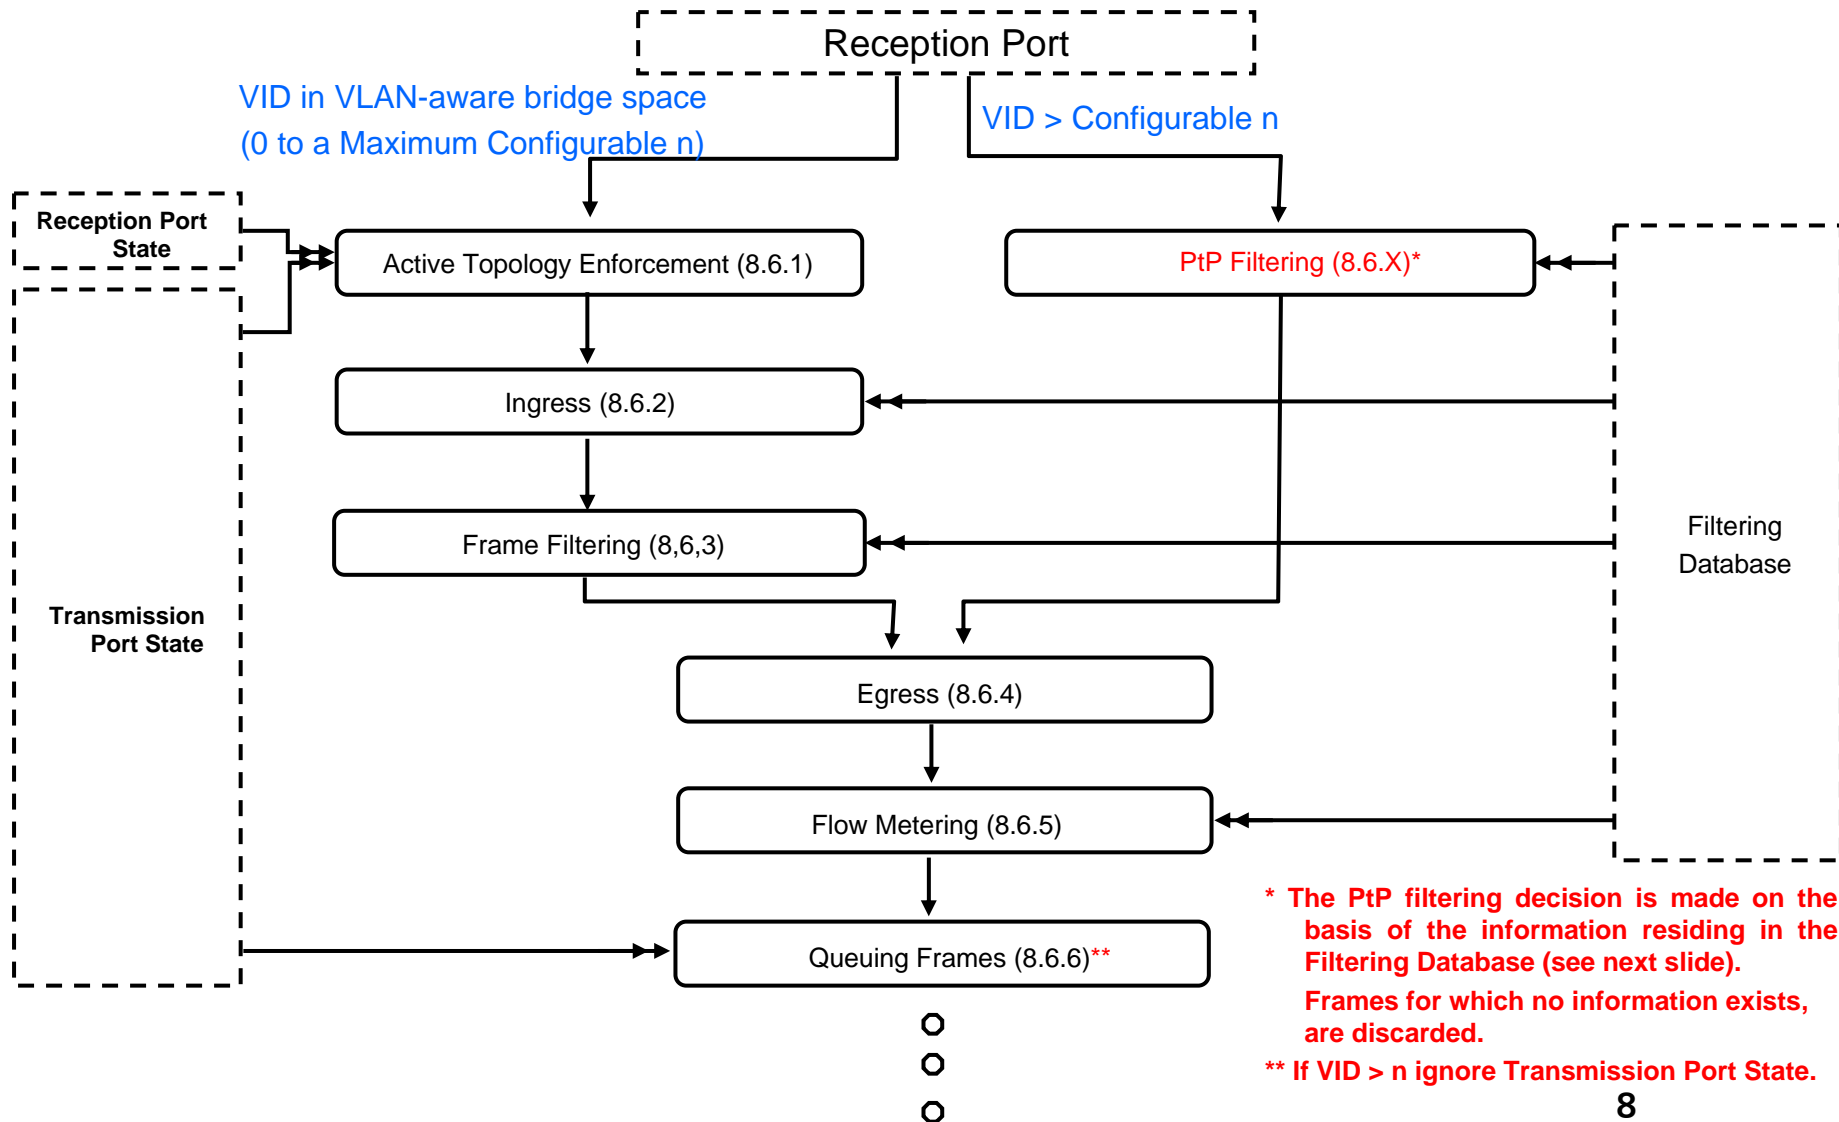 Reception Port
VID in VLAN-aware bridge space
(0 to a Maximum Configurable n)
VID > Configurable n
Reception Port
State
Active Topology Enforcement (8.6.1)
PtP Filtering (8.6.X)*
Ingress (8.6.2)
Frame Filtering (8,6,3)
Filtering
Database
Transmission
Port State
Egress (8.6.4)
Flow Metering (8.6.5)
Queuing Frames (8.6.6)**
* The PtP filtering decision is made on the
basis of the information residing in the
Filtering Database (see next slide).
Frames for which no information exists,
are discarded.
** If VID > n ignore Transmission Port State.
8